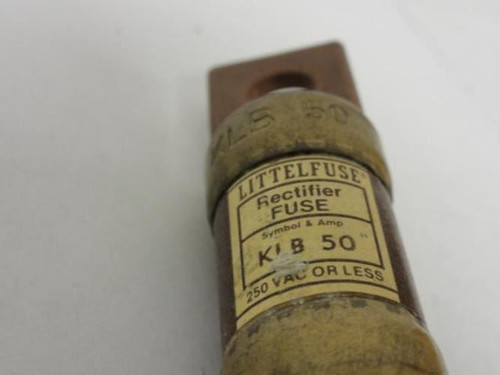 KLB 50
LITTELFUSE
Rectifier
FUSE
Symbol & Amp
KLB 50
250 VAC OR LESS